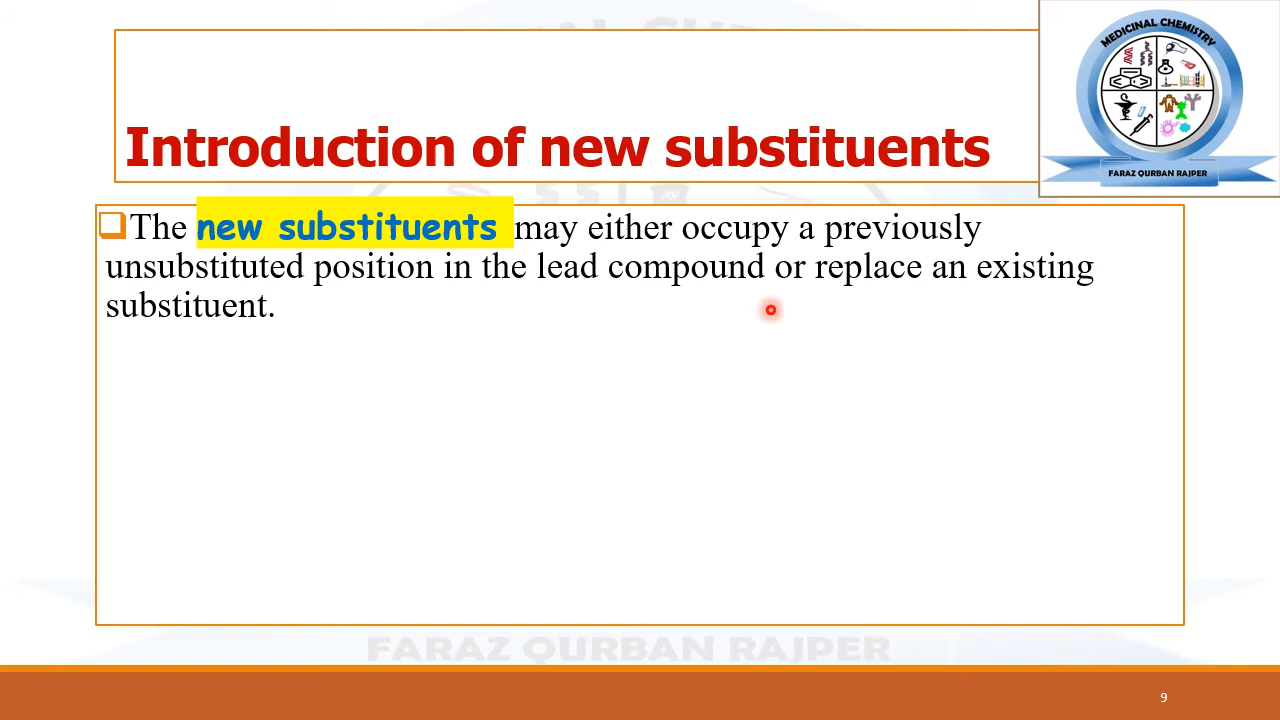 MEDICINAL CHEMISTRY
FARAZ QURBAN RAJPER
Introduction of new substituents
The new substituents may either occupy a previously
unsubstituted position in the lead compound or replace an existing
substituent.
FARAZ QURBAN RAJPER
9